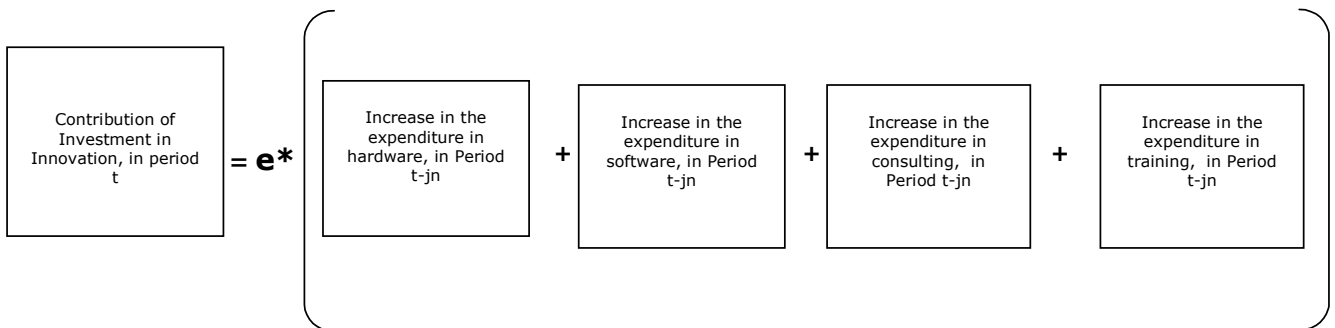 Contribution of
Investment in
Innovation, in period
t
= e*
Increase in the
expenditure in
hardware, in Period
t-jn
+
Increase in the
expenditure in
software, in Period
t-jn
+
Increase in the
expenditure in
consulting, in
Period t-jn
+
Increase in the
expenditure in
training, in Period
t-jn